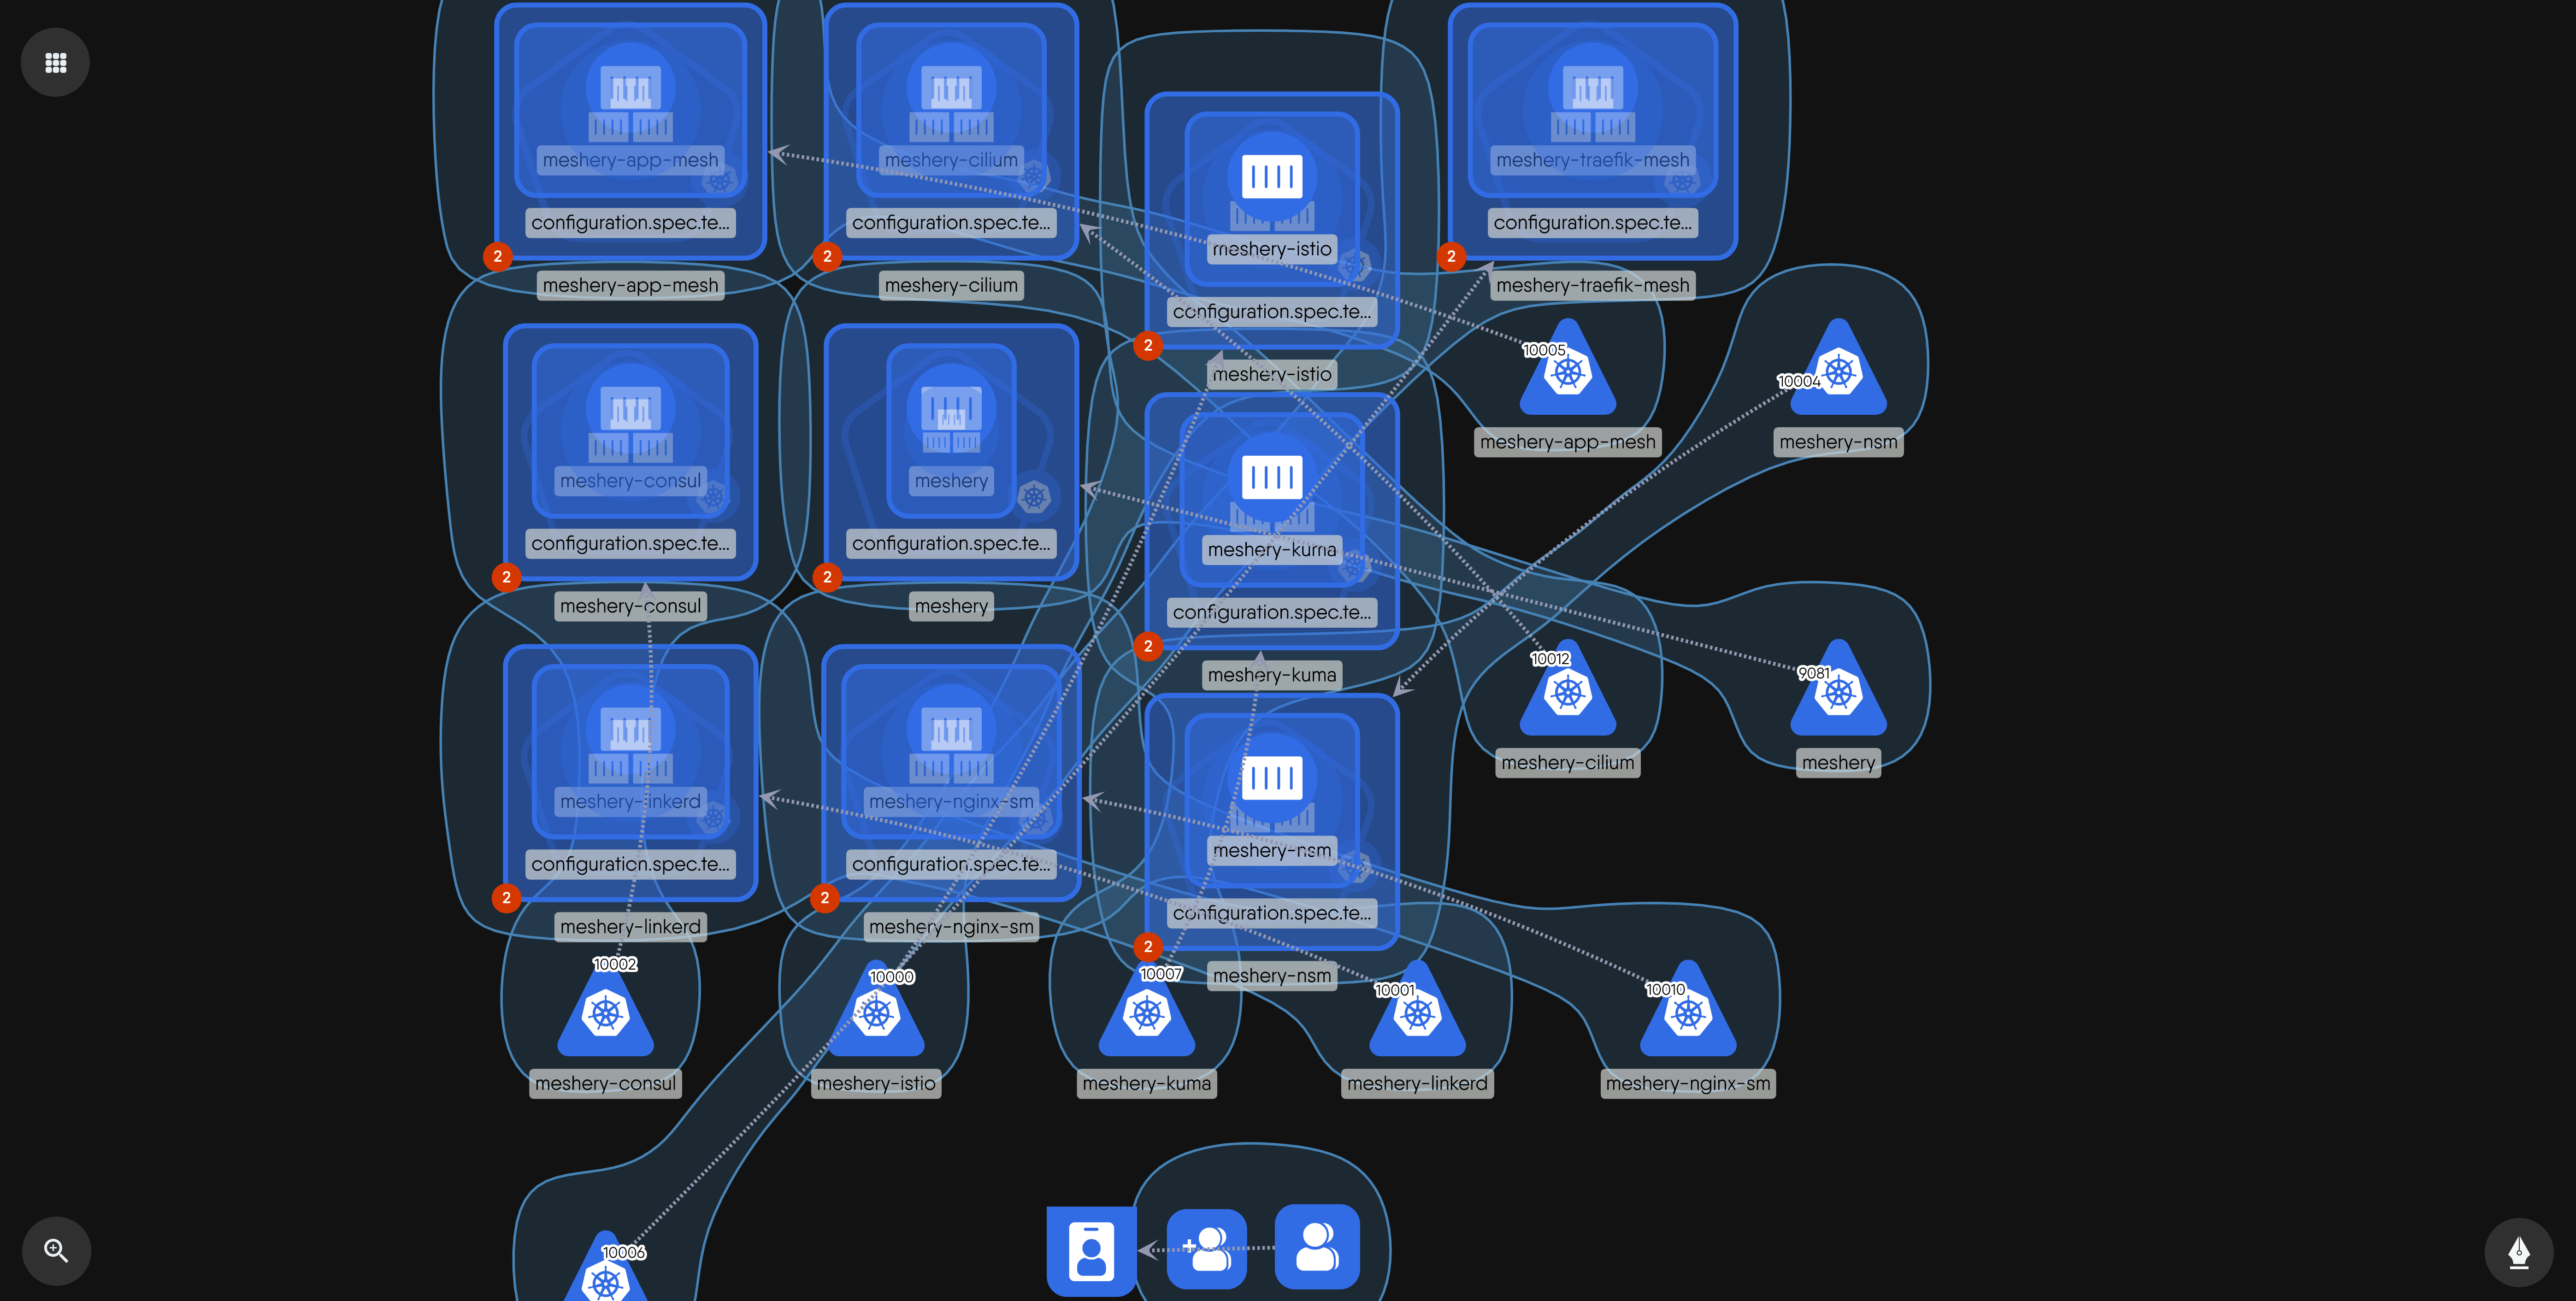 meshery-app-mesh
configuration.spec.te...
2
meshery-app-mesh
meshery-cilium
configuration.spec.te...
2
meshery-cilium
meshery-istio
configuration.spec.te...
2
meshery-istio
meshery-traefik-mesh
configuration.spec.te...
2
meshery-traefik-mesh
10005
meshery-app-mesh
10004
meshery-nsm
meshery-consul
configuration.spec.te...
2
meshery-consul
meshery
configuration.spec.te...
2
meshery
meshery-kuma
configuration.spec.te...
2
meshery-kuma
10012
meshery-cilium
9081
meshery
meshery-linkerd
configuration.spec.te...
2
meshery-linkerd
meshery-nginx-sm
configuration.spec.te...
2
meshery-nginx-sm
meshery-nsm
configuration.spec.te...
2
meshery-nsm
10002
meshery-consul
10000
meshery-istio
10007
meshery-kuma
10001
meshery-linkerd
10010
meshery-nginx-sm
10006